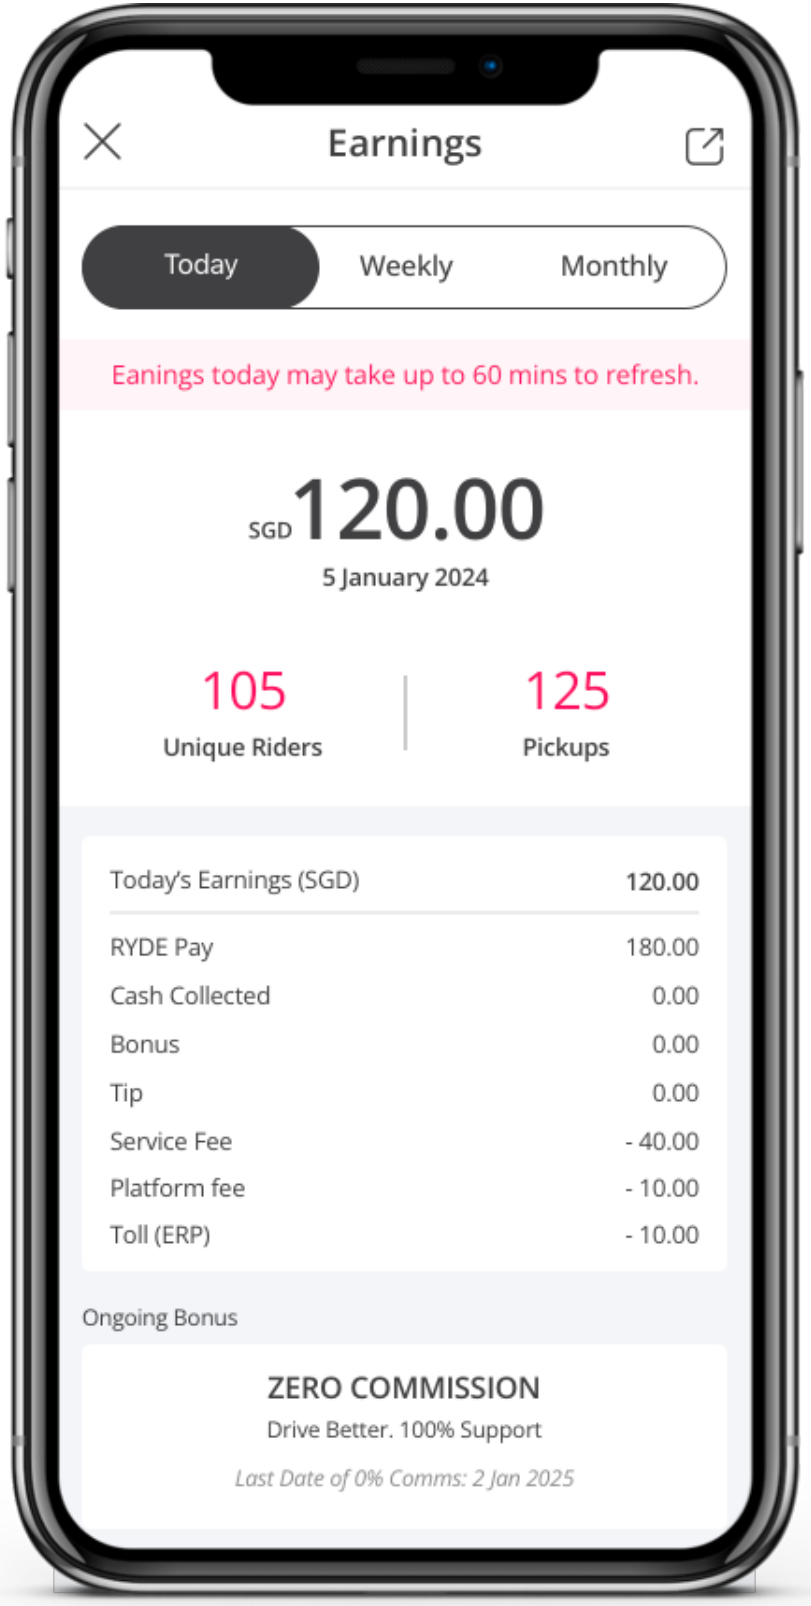 Earnings
Today Weekly Monthly
Eanings today may take up to 60 mins to refresh.
SGD 120.00
5 January 2024
105 125
Unique Riders Pickups
Today's Earnings (SGD) 120.00
RYDE Pay 180.00
Cash Collected 0.00
Bonus 0.00
Tip 0.00
Service Fee - 40.00
Platform fee - 10.00
Toll (ERP) - 10.00
Ongoing Bonus
ZERO COMMISSION
Drive Better. 100% Support
Last Date of 0% Comms: 2 Jan 2025